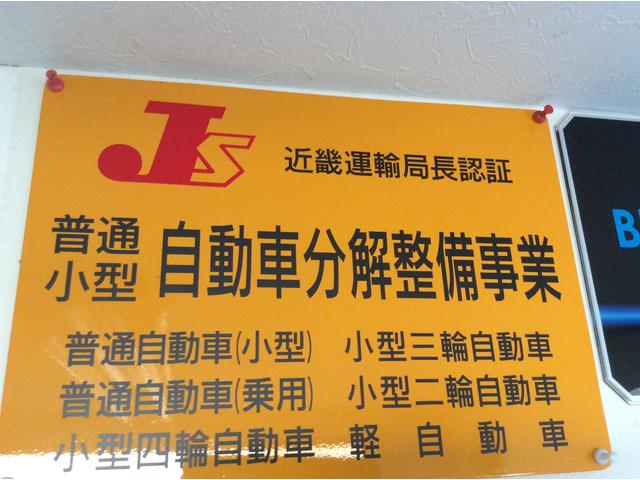 JS 近畿運輸局長認証
普通
小型 自動車分解整備事業
普通自動車(小型) 小型三輪自動車
普通自動車(乗用) 小型二輪自動車
小型四輪自動車 軽自動車